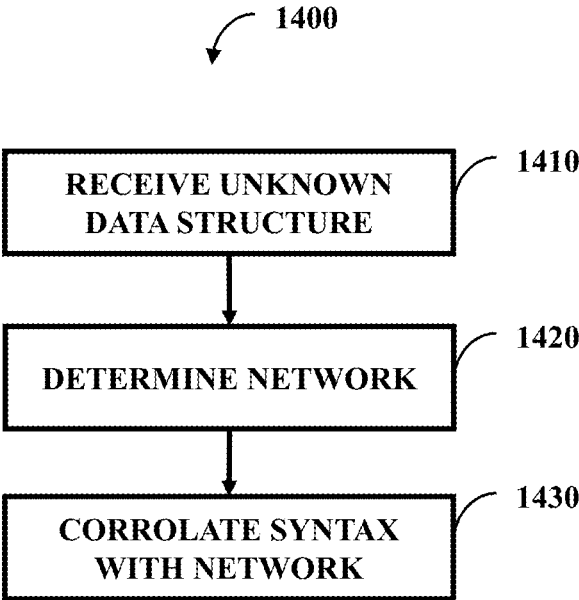 1400
RECEIVE UNKNOWN
DATA STRUCTURE
1410
DETERMINE NETWORK
1420
CORROLATE SYNTAX
WITH NETWORK
1430